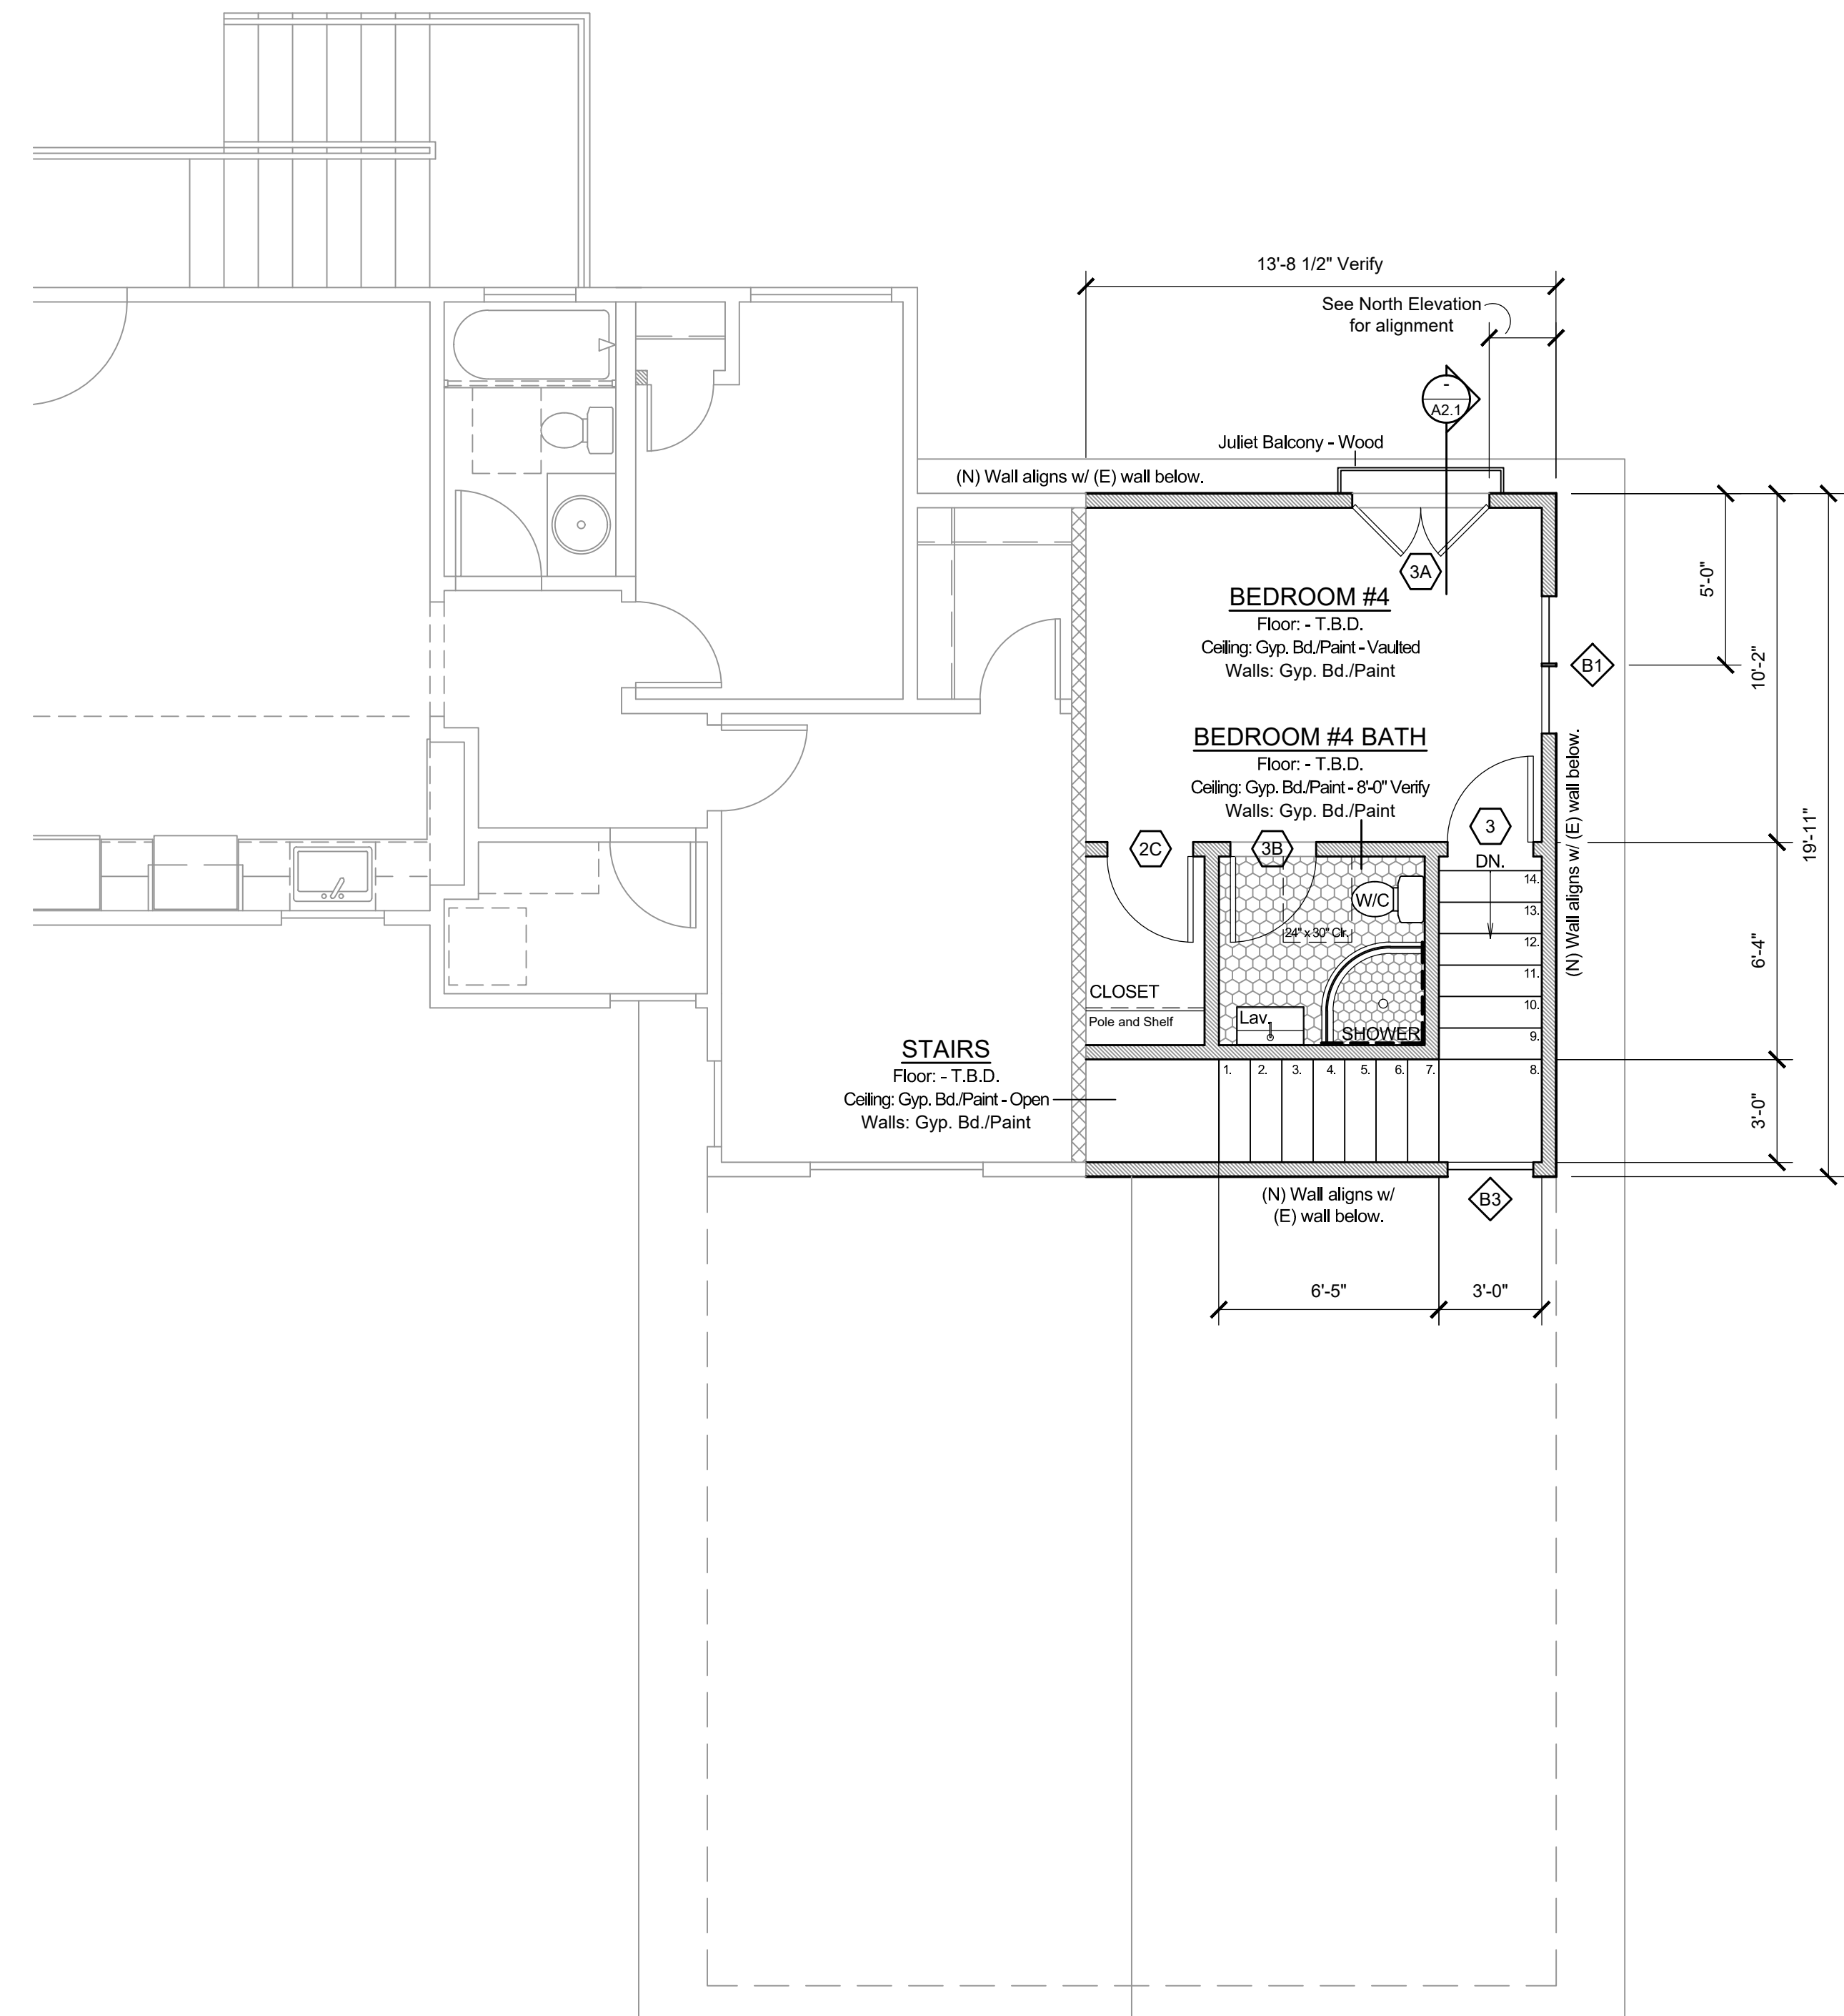 13'-8 1/2" Verify
See North Elevation
for alignment
-
A2.1
Juliet Balcony - Wood
(N) Wall aligns w/ (E) wall below.
3A
BEDROOM #4
Floor: - T.B.D.
Ceiling: Gyp. Bd./Paint - Vaulted
Walls: Gyp. Bd./Paint
5'-0"
10'-2"
B1
19'-11"
BEDROOM #4 BATH
Floor: - T.B.D.
Ceiling: Gyp. Bd./Paint - 8'-0" Verify
Walls: Gyp. Bd./Paint
(N) Wall aligns w/ (E) wall below.
2C
3B
3
DN.
14.
13.
12.
11.
10.
9.
8.
W/C
24" x 30" Clr.
6'-4"
CLOSET
Pole and Shelf
Lav.
SHOWER
STAIRS
Floor: - T.B.D.
Ceiling: Gyp. Bd./Paint - Open
Walls: Gyp. Bd./Paint
1.
2.
3.
4.
5.
6.
7.
3'-0"
(N) Wall aligns w/
(E) wall below.
B3
6'-5"
3'-0"